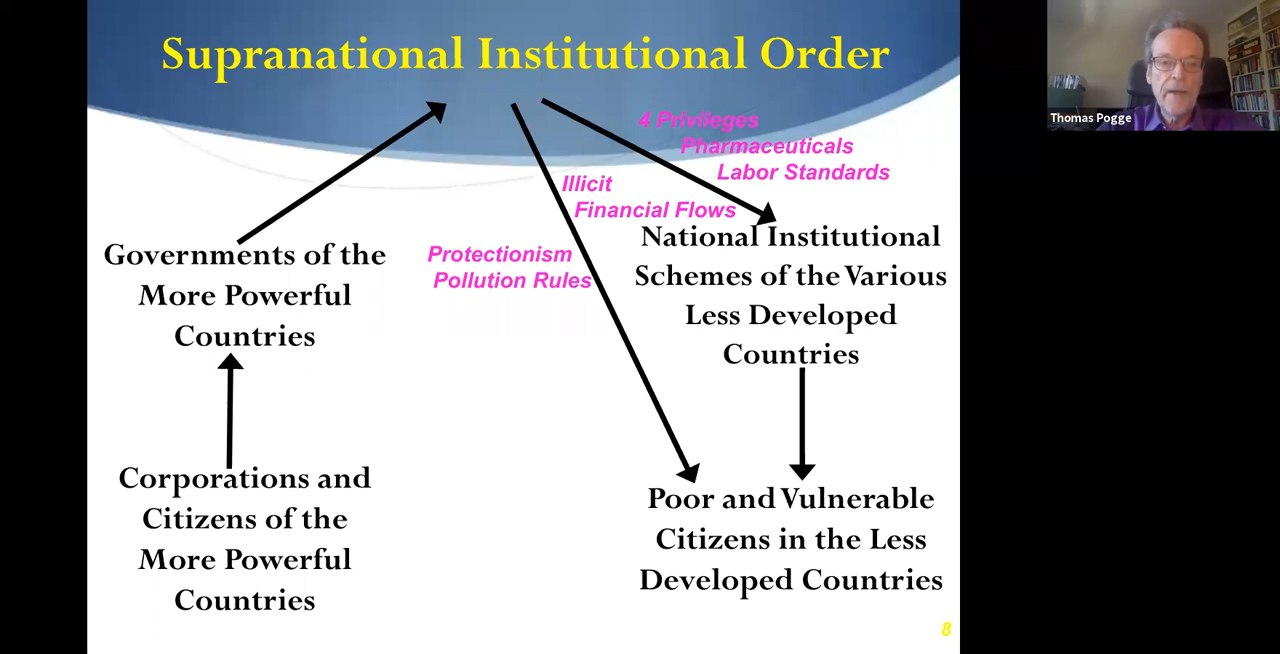 Supranational Institutional Order
Thomas Pogge
4 Privileges
Pharmaceuticals
Labor Standards
Illicit
Financial Flows
Protectionism
Pollution Rules
Governments of the
More Powerful
Countries
National Institutional
Schemes of the Various
Less Developed
Countries
Corporations and
Citizens of the
More Powerful
Countries
Poor and Vulnerable
Citizens in the Less
Developed Countries
8